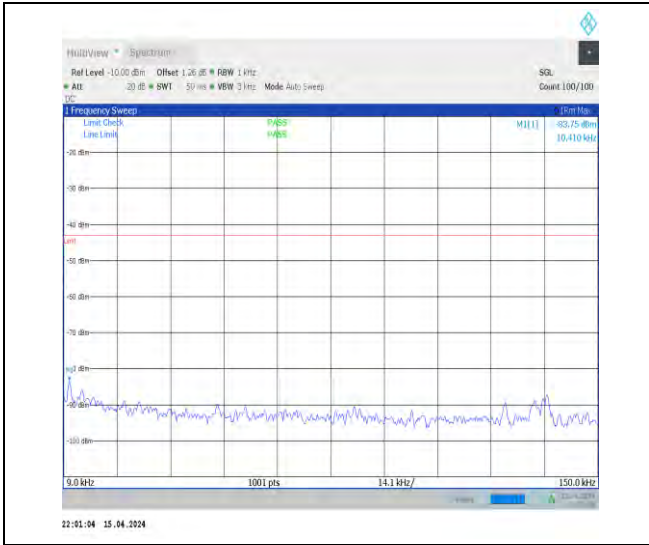 MultiView Spectrum
Ref Level -10.00 dBm Offset 1.26 dB RBW 1 kHz SGL
Att 20 dB SWT 50 ms VBW 3 kHz Mode Auto Sweep Count 100/100
DC
1 Frequency Sweep 1Rm Max
Limit Check PASS M1[1] -83.75 dBm
Line Limit PASS 10.410 kHz
-20 dBm
-30 dBm
-40 dBm
-50 dBm
-60 dBm
-70 dBm
-90 dBm
-100 dBm
9.0 kHz 1001 pts 14.1 kHz/ 150.0 kHz
22:01:04 15.04.2024